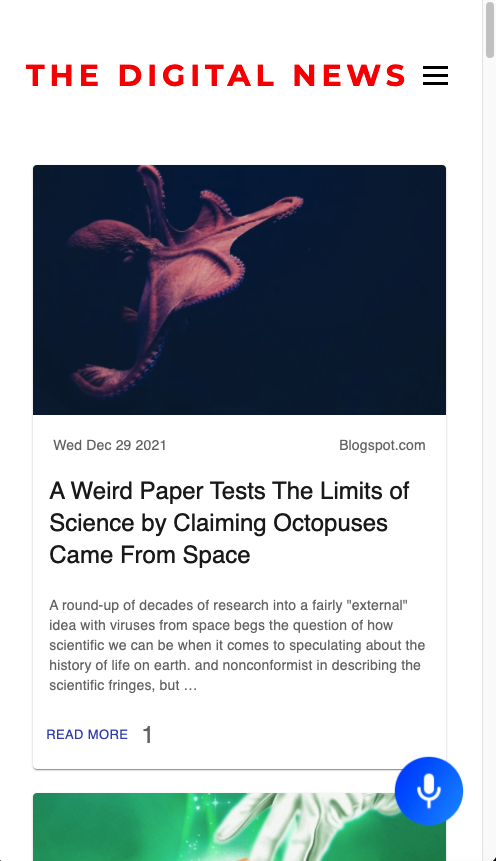 THE DIGITAL NEWS
Wed Dec 29 2021
Blogspot.com
A Weird Paper Tests The Limits of
Science by Claiming Octopuses
Came From Space
A round-up of decades of research into a fairly "external"
idea with viruses from space begs the question of how
scientific we can be when it comes to speculating about the
history of life on earth. and nonconformist in describing the
scientific fringes, but …
READ MORE 1